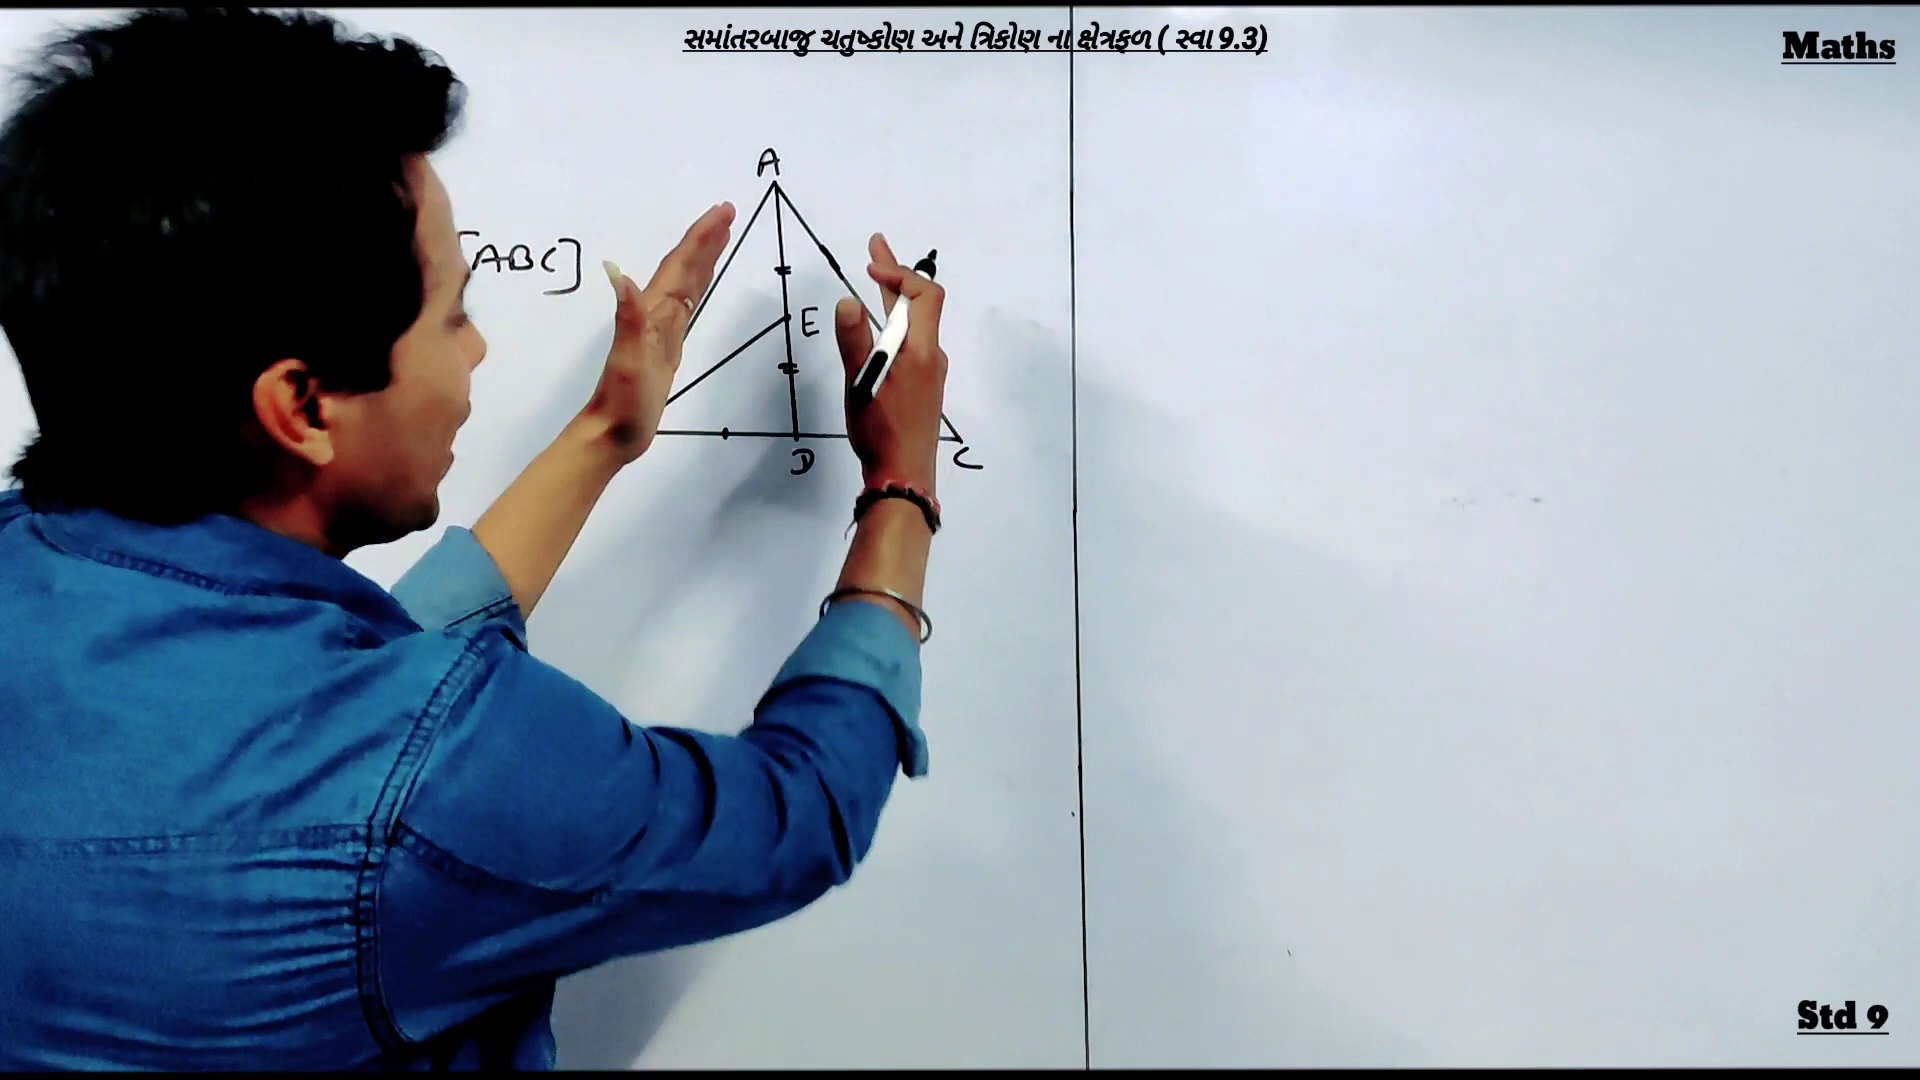 સમાંતરબાજુ ચતુષ્કોણ અને ત્રિકોણ ના ક્ષેત્રફળ ( સ્વા 9.3)
Maths
A
[ABC]
E
D
C
Std 9